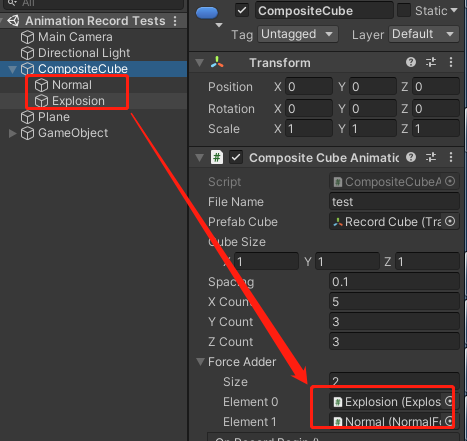 All
Animation Record Tests
Main Camera
Directional Light
CompositeCube
Normal
Explosion
Plane
GameObject
CompositeCube Static
Tag Untagged Layer Default
Transform
Position X 0 Y 0 Z 0
Rotation X 0 Y 0 Z 0
Scale X 1 Y 1 Z 1
Composite Cube Animatic
Script CompositeCubeA
File Name test
Prefab Cube Record Cube (Tra
Cube Size
X 1 Y 1 Z 1
Spacing 0.1
X Count 5
Y Count 3
Z Count 3
Force Adder
Size 2
Element 0 Explosion (Explos
Element 1 Normal (NormalFo
On Record Begin ()